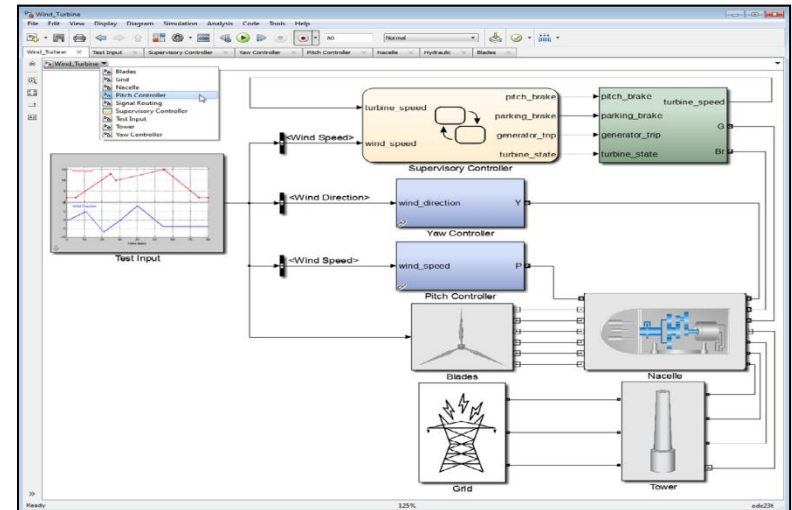 Wind_Turbine
File Edit View Display Diagram Simulation Analysis Code Tools Help
80 Normal
Wind_Turbine Test Input Supervisory Controller Yaw Controller Pitch Controller Nacelle Hydraulic Blades
Wind_Turbine
Blades
Grid
Nacelle
Pitch Controller
Signal Routing
Supervisory Controller
Test Input
Tower
Yaw Controller
Test Input
<Wind Speed>
turbine_speed
wind_speed
pitch_brake
parking_brake
generator_trip
turbine_state
Supervisory Controller
pitch_brake
parking_brake
generator_trip
turbine_state
turbine_speed
G
Br
<Wind Direction>
wind_direction Y
Yaw Controller
<Wind Speed>
wind_speed P
Pitch Controller
Blades
Nacelle
Grid
Tower
Ready 125% ode23t